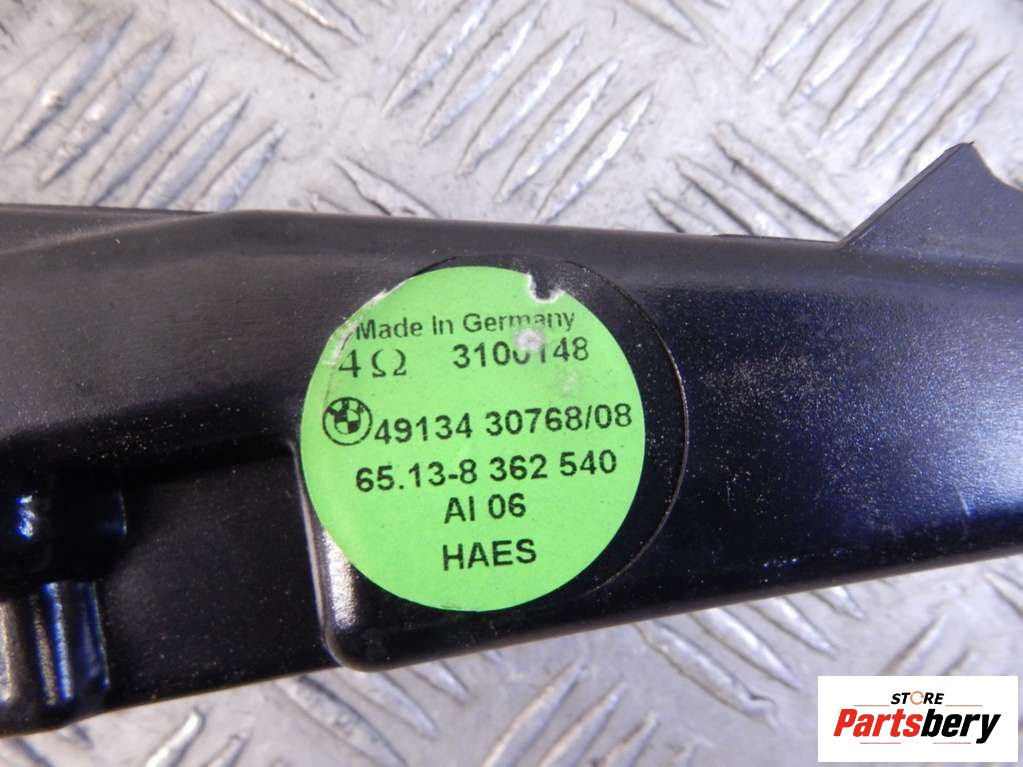 Made In Germany
4Ω 3100148
49134 30768/08
65.13-8 362 540
AI 06
HAES
STORE
Partsbery